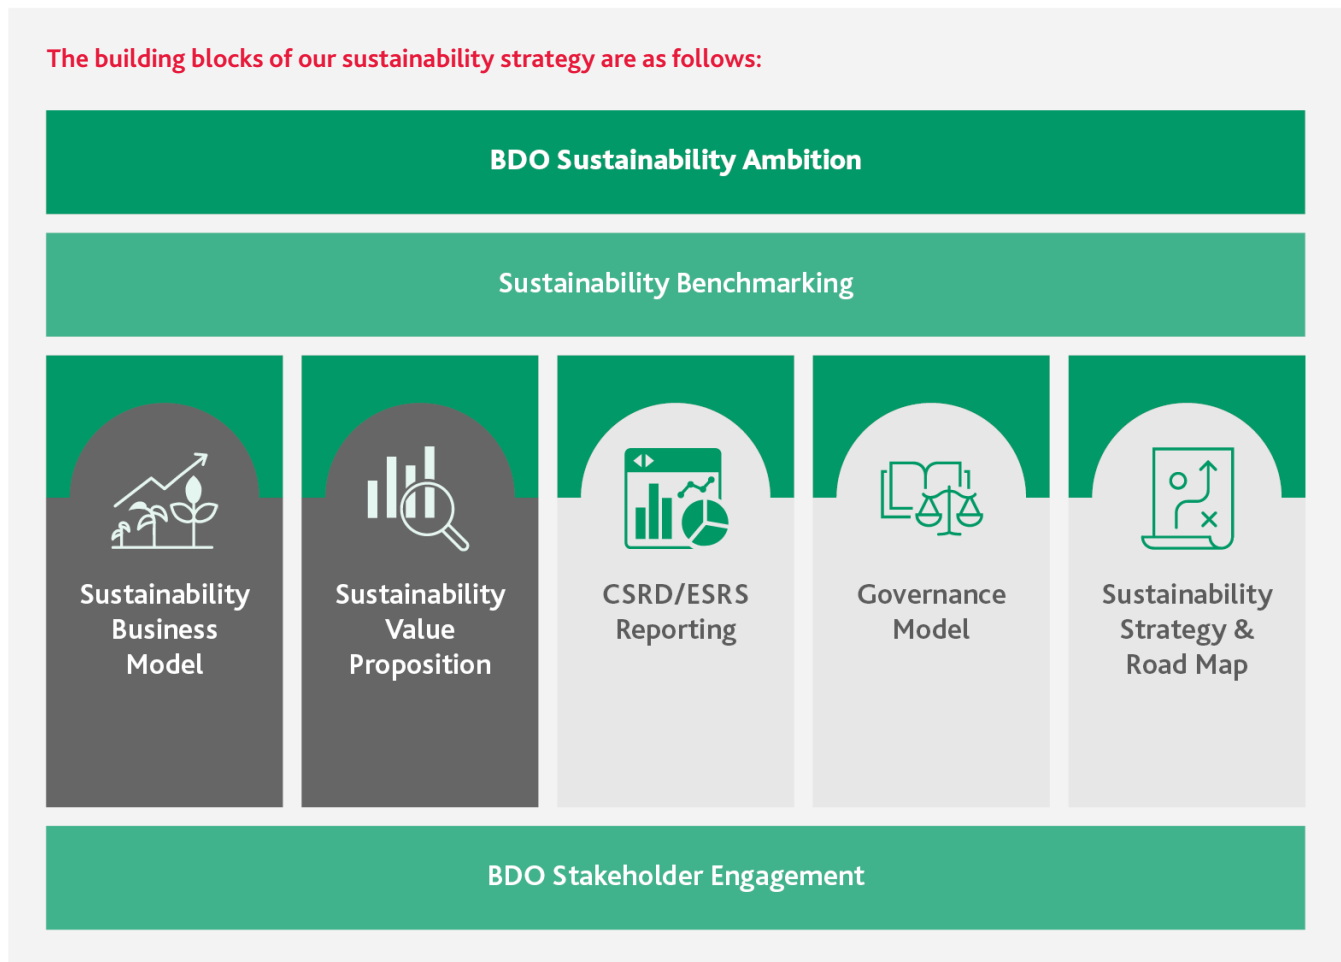 The building blocks of our sustainability strategy are as follows:
BDO Sustainability Ambition
Sustainability Benchmarking
Sustainability
Business
Model
Sustainability
Value
Proposition
CSRD/ESRS
Reporting
Governance
Model
Sustainability
Strategy &
Road Map
BDO Stakeholder Engagement